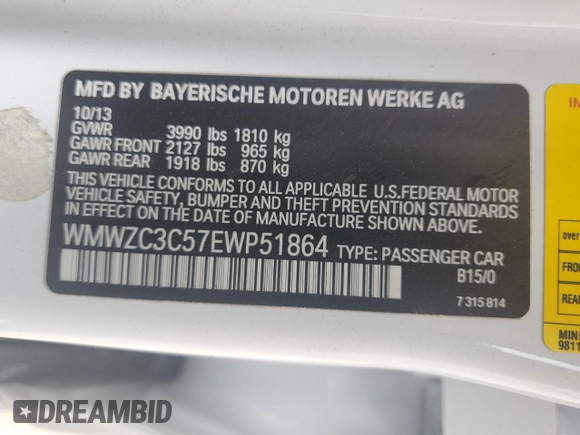 MFD BY BAYERISCHE MOTOREN WERKE AG
10/13
GVWR 3990 lbs 1810 kg
GAWR FRONT 2127 lbs 965 kg
GAWR REAR 1918 lbs 870 kg
THIS VEHICLE CONFORMS TO ALL APPLICABLE U.S. FEDERAL MOTOR
VEHICLE SAFETY, BUMPER AND THEFT PREVENTION STANDARDS
IN EFFECT ON THE DATE OF MANUFACTURE SHOWN ABOVE.
WMWZC3C57EWP51864 TYPE: PASSENGER CAR
B15/0
7 315 814
over
MINI
9811
DREAMBID